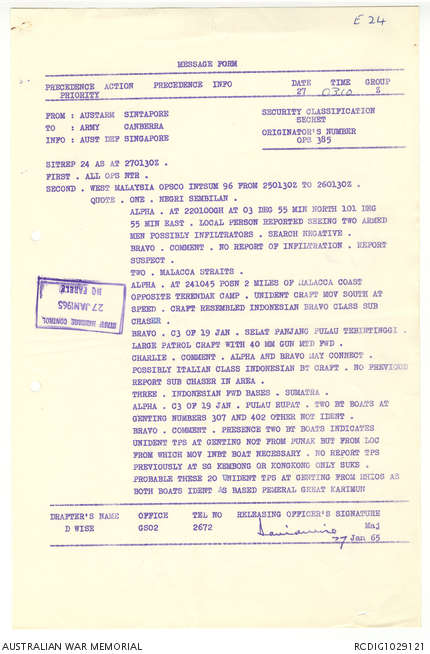 E 24
MESSAGE FORM
PRECEDENCE ACTION PRECEDENCE INFO DATE TIME GROUP
PRIORITY 27 0310 Z
FROM : AUSTARM SINTAPORE SECURITY CLASSIFICATION
TO : ARMY CANBERRA SECRET
INFO : AUST DEP SINGAPORE ORIGINATOR'S NUMBER
OPS 385
SITREP 24 AS AT 270130Z .
FIRST . ALL OPS NTR .
SECOND . WEST MALAYSIA OPSCO INTSUM 96 FROM 250130Z TO 260130Z .
QUOTE . ONE . NEGRI SEMBILAN .
ALPHA . AT 220100GH AT 03 DEG 55 MIN NORTH 101 DEG
55 MIN EAST . LOCAL PERSON REPORTED SEEING TWO ARMED
MEN POSSIBLY INFILTRATORS . SEARCH NEGATIVE .
BRAVO . COMMENT . NO REPORT OF INFILTRATION . REPORT
SUSPECT .
TWO . MALACCA STRAITS .
ALPHA . AT 241045 POSN 2 MILES OF MALACCA COAST
OPPOSITE TERENDAK CAMP . UNIDENT CRAFT MOV SOUTH AT
SPEED . CRAFT RESEMBLED INDONESIAN BRAVO CLASS SUB
CHASER .
BRAVO . C3 OF 19 JAN . SELAT PANJANG PULAU TEBINTINGGI .
LARGE PATROL CRAFT WITH 40 MM GUN MTD FWD .
CHARLIE . COMMENT . ALPHA AND BRAVO MAY CONNECT .
POSSIBLY ITALIAN CLASS INDONESIAN BT CRAFT . NO PREVIOUS
REPORT SUB CHASER IN AREA .
THREE . INDONESIAN FWD BASES . SUMATRA .
ALPHA . C3 OF 19 JAN . PULAU RUPAT . TWO BT BOATS AT
GENTING NUMBERS 307 AND 402 OTHER NOT IDENT .
BRAVO . COMMENT . PRESENCE TWO BT BOATS INDICATES
UNIDENT TPS AT GENTING NOT FROM PUNAK BUT FROM LOC
FROM WHICH MOV INBT BOAT NECESSARY . NO REPORT TPS
PREVIOUSLY AT SG KEMBONG OR KONGKONG ONLY SUKE .
PROBABLE THESE 20 UNIDENT TPS AT GENTING FROM RHIOS AS
BOTH BOATS IDENT AS BASED PEMERAL GREAT KARIMUN
27 JAN 1965
DRAFTER'S NAME OFFICE TEL NO RELEASING OFFICER'S SIGNATURE
D WISE GSO2 2672 Maj
27 Jan 65
AUSTRALIAN WAR MEMORIAL RCDIG1029121